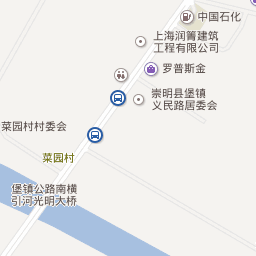 中国石化
上海润箐建筑
工程有限公司
罗普斯金
崇明县堡镇
义民路居委会
菜园村村委会
菜园村
堡镇公路南横
引河光明大桥